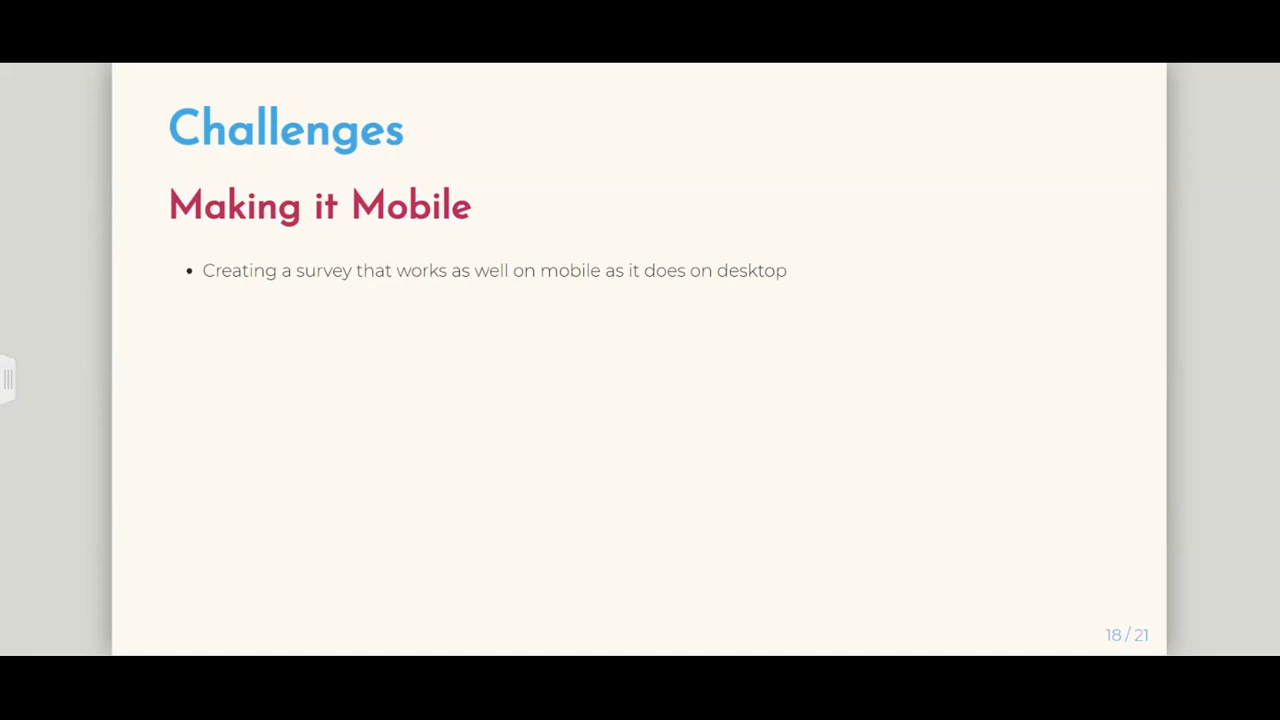 Challenges
Making it Mobile
• Creating a survey that works as well on mobile as it does on desktop
18 / 21